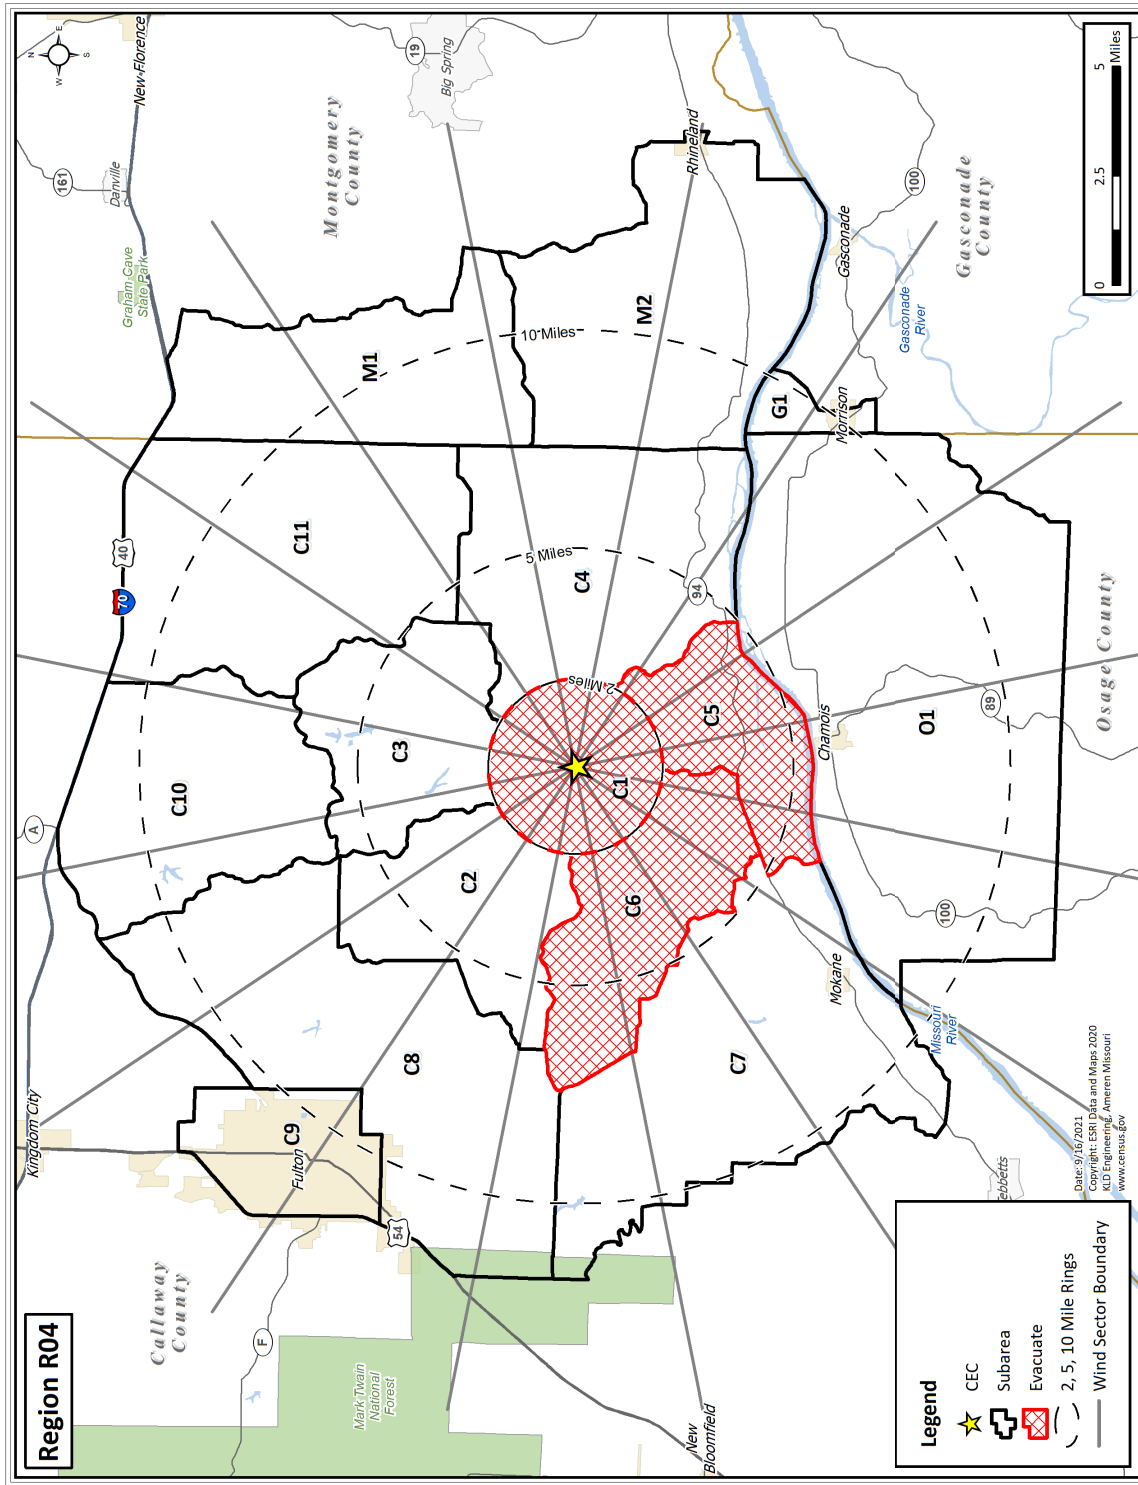 Region R04
N
E
S
W
New Florence
Kingdom City
A
161
Danville
19
Big Spring
Graham Cave
State Park
40
70
Montgomery
County
Callaway
County
C10
C11
M1
C9
Fulton
54
F
C8
C3
C2
10 Miles
5 Miles
2 Miles
C4
M2
Rhineland
C1
C6
C5
C7
94
G1
Morrison
Gasconade
100
Gasconade
County
Gasconade
River
Mark Twain
National
Forest
New
Bloomfield
Chamois
Mokane
O1
89
100
Missouri
River
Osage County
Tebbetts
0
2.5
5
Miles
Date: 9/16/2021
Copyright: ESRI Data and Maps 2020
KLD Engineering, Ameren Missouri
www.census.gov
Legend
CEC
Subarea
Evacuate
2, 5, 10 Mile Rings
Wind Sector Boundary